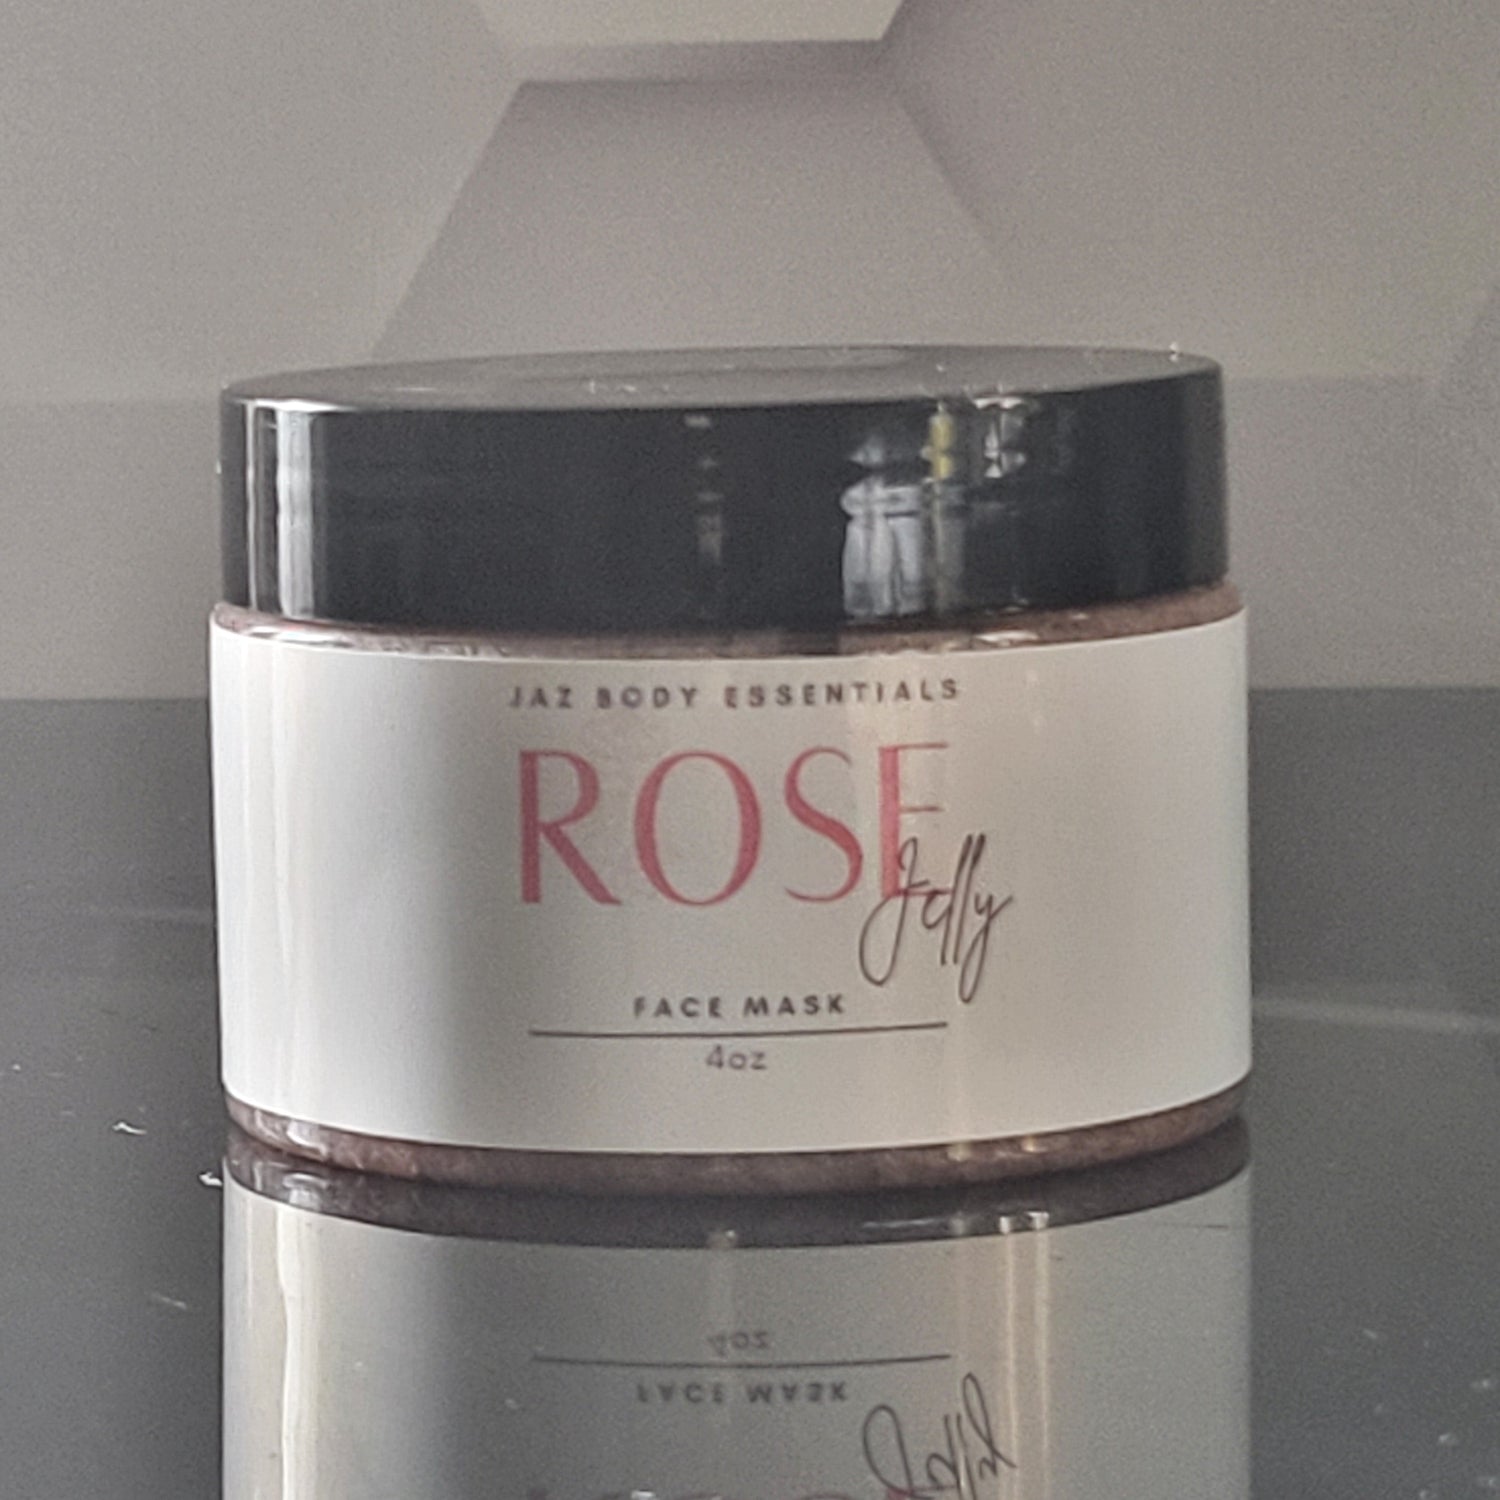 JAZ BODY ESSENTIALS
ROSE
Jelly
FACE MASK
4oz